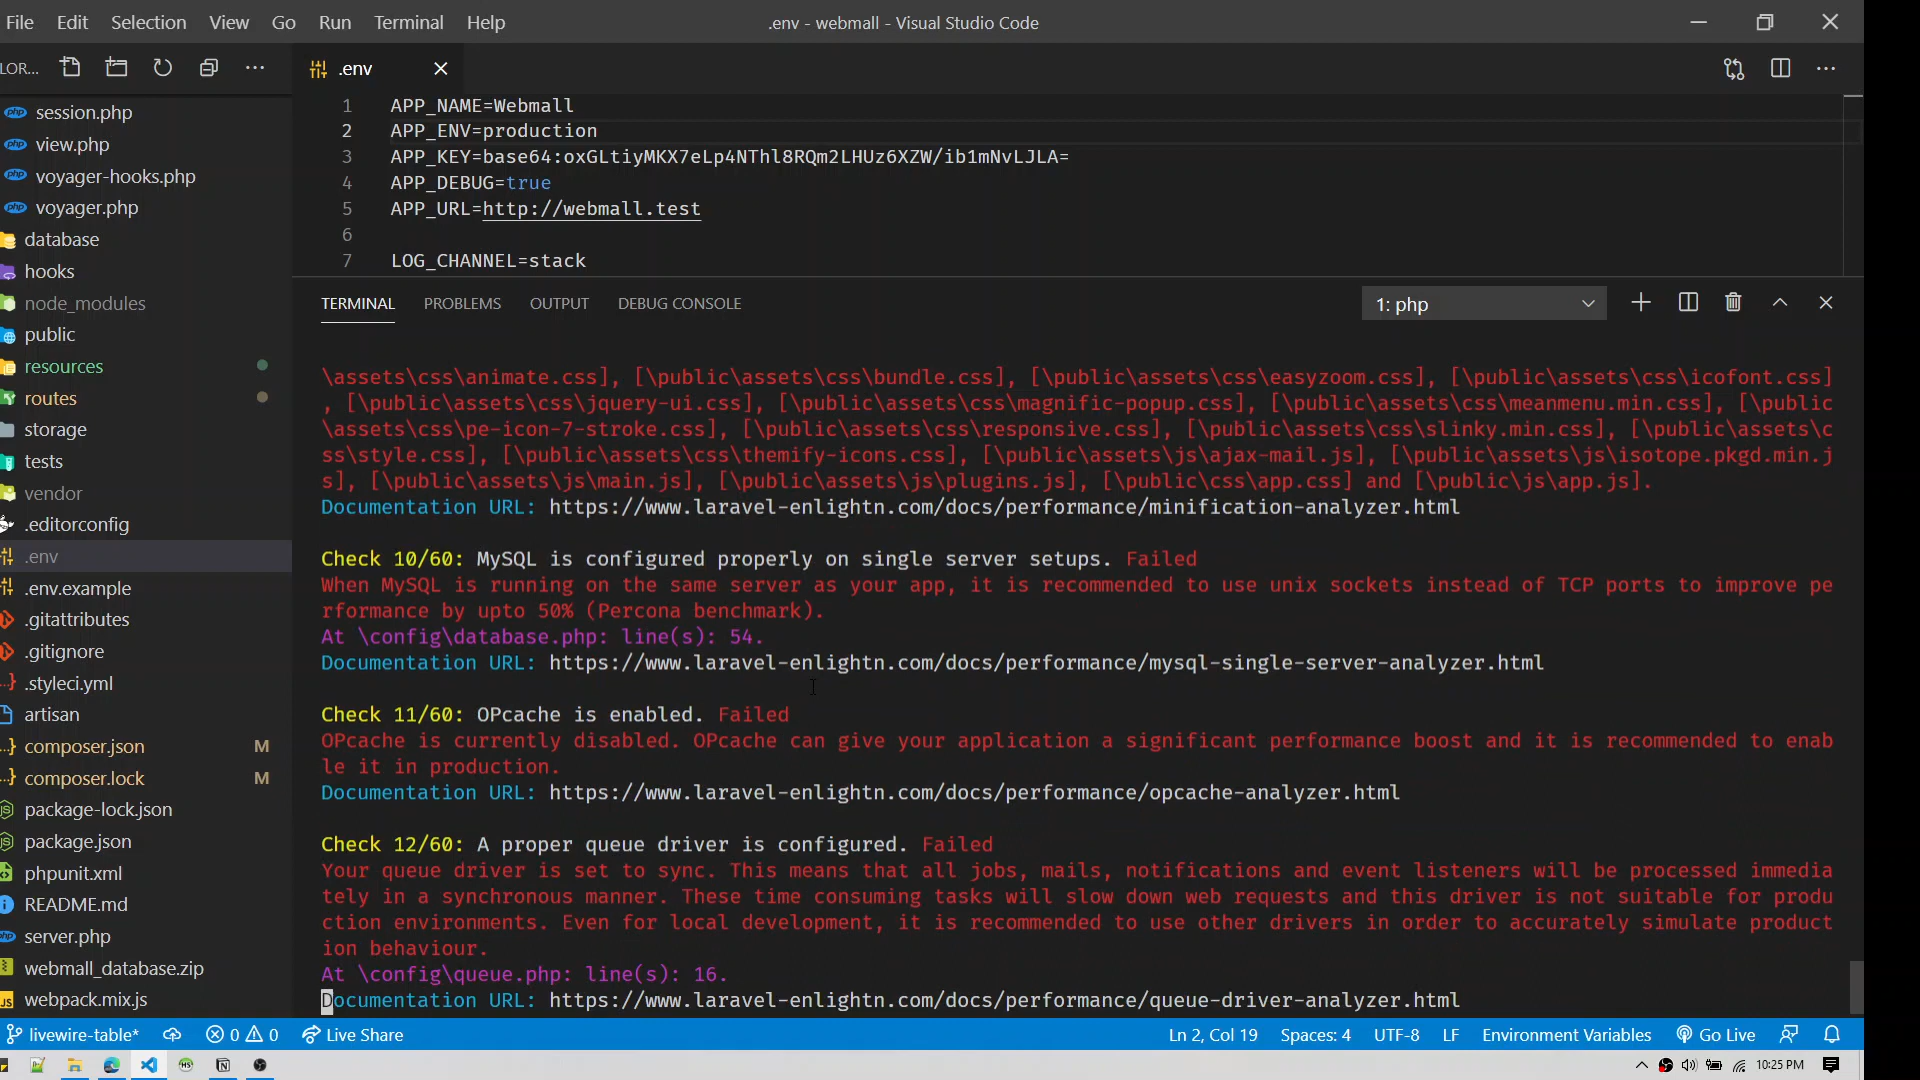 File Edit Selection View Go Run Terminal Help
.env - webmall - Visual Studio Code
LOR... ···
.env
session.php
view.php
voyager-hooks.php
voyager.php
database
hooks
node_modules
public
resources
routes
storage
tests
vendor
.editorconfig
.env
.env.example
.gitattributes
.gitignore
.styleci.yml
artisan
composer.json M
composer.lock M
package-lock.json
package.json
phpunit.xml
README.md
server.php
webmall_database.zip
webpack.mix.js
1 APP_NAME=Webmall
2 APP_ENV=production
3 APP_KEY=base64:oxGLtiyMKX7eLp4NThl8RQm2LHUz6XZW/ib1mNvLJLA=
4 APP_DEBUG=true
5 APP_URL=http://webmall.test
6
7 LOG_CHANNEL=stack
TERMINAL PROBLEMS OUTPUT DEBUG CONSOLE
1: php
\assets\css\animate.css], [\public\assets\css\bundle.css], [\public\assets\css\easyzoom.css], [\public\assets\css\icofont.css]
, [\public\assets\css\jquery-ui.css], [\public\assets\css\magnific-popup.css], [\public\assets\css\meanmenu.min.css], [\public
\assets\css\pe-icon-7-stroke.css], [\public\assets\css\responsive.css], [\public\assets\css\slinky.min.css], [\public\assets\c
ss\style.css], [\public\assets\css\themify-icons.css], [\public\assets\js\ajax-mail.js], [\public\assets\js\isotope.pkgd.min.j
s], [\public\assets\js\main.js], [\public\assets\js\plugins.js], [\public\css\app.css] and [\public\js\app.js].
Documentation URL: https://www.laravel-enlightn.com/docs/performance/minification-analyzer.html
Check 10/60: MySQL is configured properly on single server setups. Failed
When MySQL is running on the same server as your app, it is recommended to use unix sockets instead of TCP ports to improve pe
rformance by upto 50% (Percona benchmark).
At \config\database.php: line(s): 54.
Documentation URL: https://www.laravel-enlightn.com/docs/performance/mysql-single-server-analyzer.html
Check 11/60: OPcache is enabled. Failed
OPcache is currently disabled. OPcache can give your application a significant performance boost and it is recommended to enab
le it in production.
Documentation URL: https://www.laravel-enlightn.com/docs/performance/opcache-analyzer.html
Check 12/60: A proper queue driver is configured. Failed
Your queue driver is set to sync. This means that all jobs, mails, notifications and event listeners will be processed immedia
tely in a synchronous manner. These time consuming tasks will slow down web requests and this driver is not suitable for produ
ction environments. Even for local development, it is recommended to use other drivers in order to accurately simulate product
ion behaviour.
At \config\queue.php: line(s): 16.
Documentation URL: https://www.laravel-enlightn.com/docs/performance/queue-driver-analyzer.html
livewire-table* 0 0 Live Share Ln 2, Col 19 Spaces: 4 UTF-8 LF Environment Variables Go Live
10:25 PM